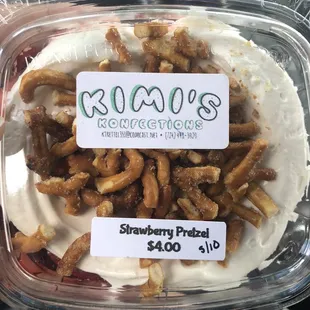 KIMI'S
KONFECTIONS
Strawberry Pretzel
$4.00
5/10